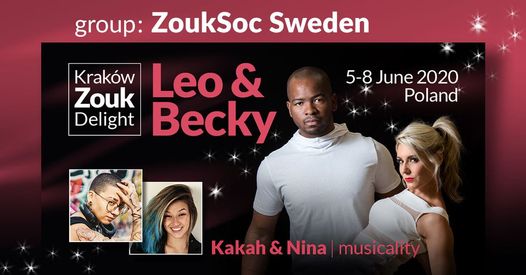 group: ZoukSoc Sweden
Kraków
Zouk
Delight
Leo &
Becky
5-8 June 2020
Poland
Kakah & Nina | musicality